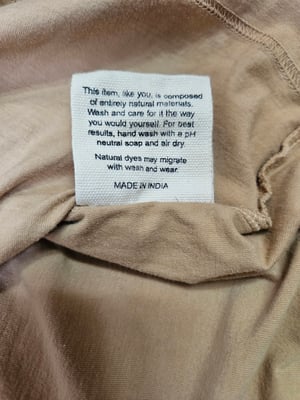 This item, like you, is composed
of entirely natural materials.
Wash and care for it the way
you would yourself. For best
results, hand wash with a pH
neutral soap and air dry.
Natural dyes may migrate
with wash and wear.
MADE IN INDIA